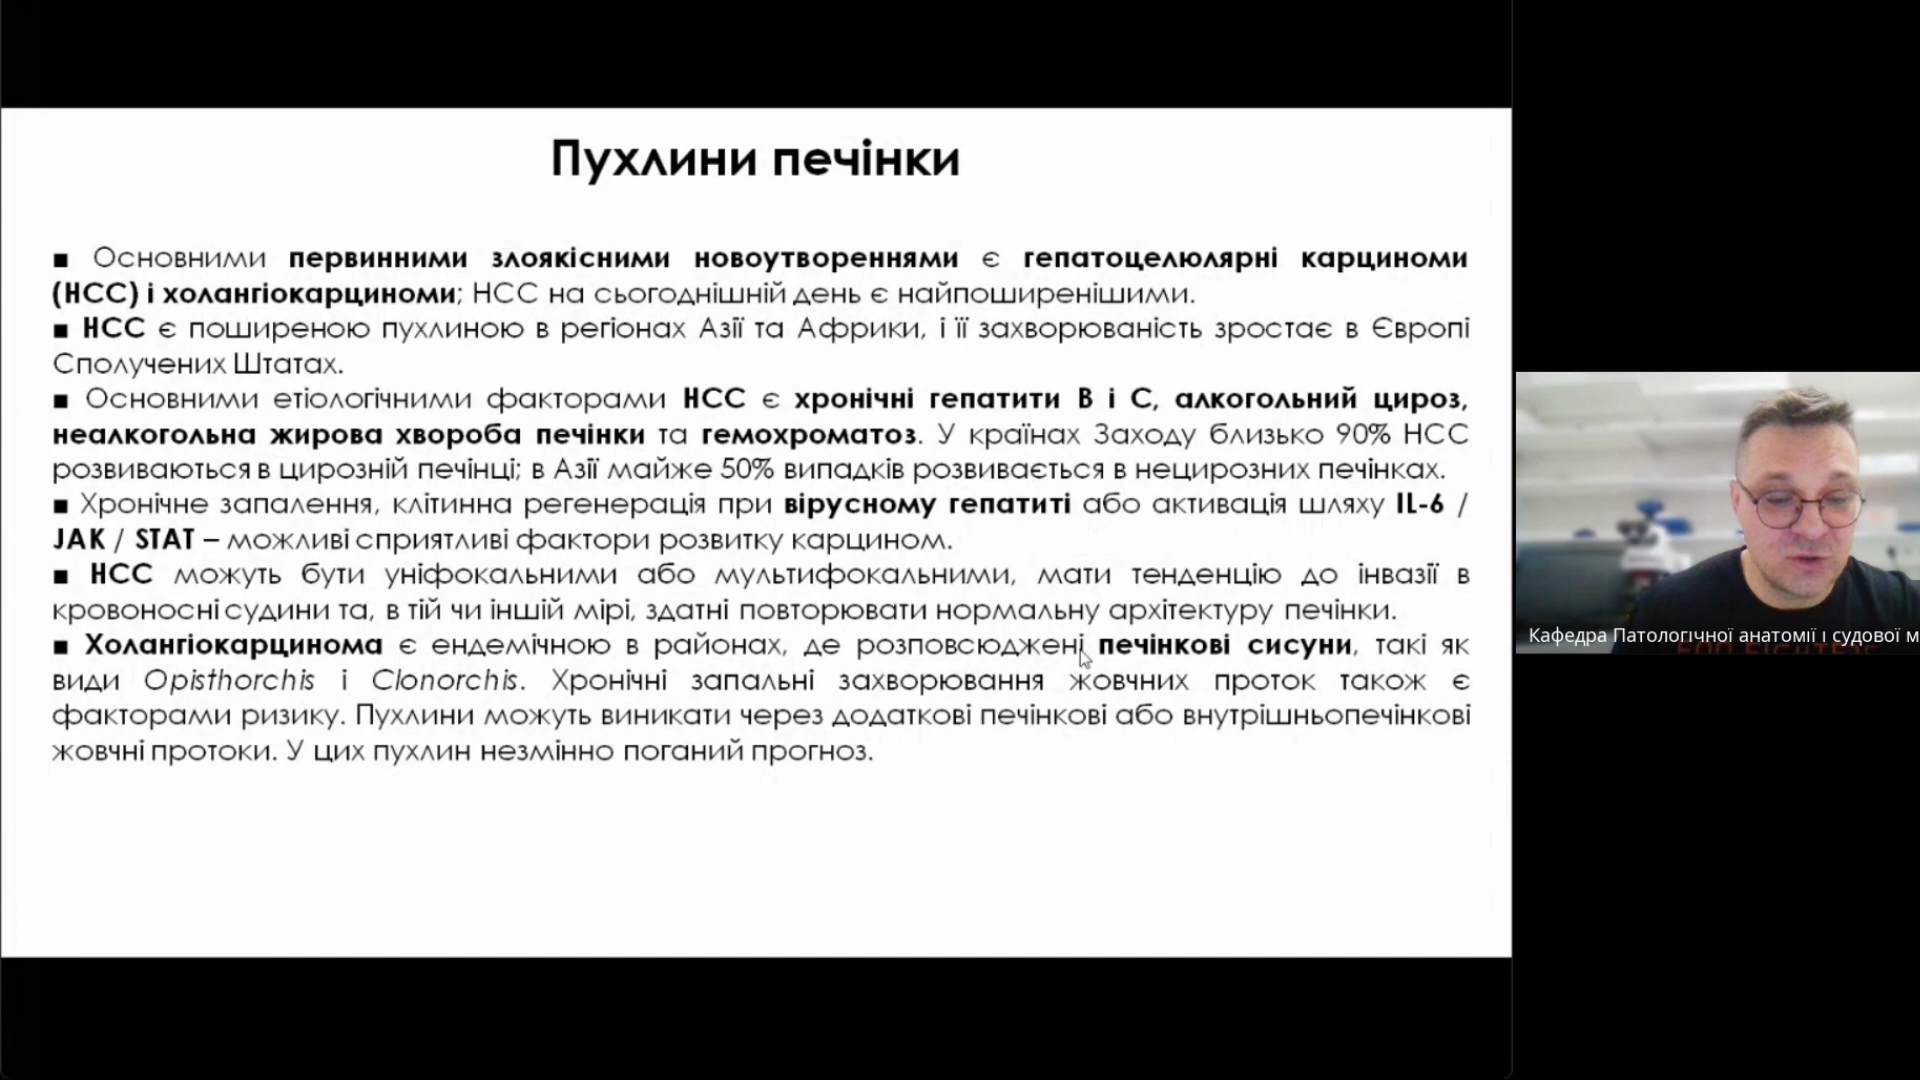 Пухлини печінки
▪ Основними первинними злоякісними новоутвореннями є гепатоцелюлярні карциноми
(HCC) і холангіокарциноми; HCC на сьогоднішній день є найпоширенішими.
▪ HCC є поширеною пухлиною в регіонах Азії та Африки, і її захворюваність зростає в Європі
Сполучених Штатах.
▪ Основними етіологічними факторами HCC є хронічні гепатити B і C, алкогольний цироз,
неалкогольна жирова хвороба печінки та гемохроматоз. У країнах Заходу близько 90% HCC
розвиваються в цирозній печінці; в Азії майже 50% випадків розвивається в нецирозних печінках.
▪ Хронічне запалення, клітинна регенерація при вірусному гепатиті або активація шляху IL-6 /
JAK / STAT – можливі сприятливі фактори розвитку карцином.
▪ HCC можуть бути уніфокальними або мультифокальними, мати тенденцію до інвазії в
кровоносні судини та, в тій чи іншій мірі, здатні повторювати нормальну архітектуру печінки.
▪ Холангіокарцинома є ендемічною в районах, де розповсюджені печінкові сисуни, такі як
види Opisthorchis і Clonorchis. Хронічні запальні захворювання жовчних проток також є
факторами ризику. Пухлини можуть виникати через додаткові печінкові або внутрішньопечінкові
жовчні протоки. У цих пухлин незмінно поганий прогноз.
Кафедра Патологічної анатомії і судової м